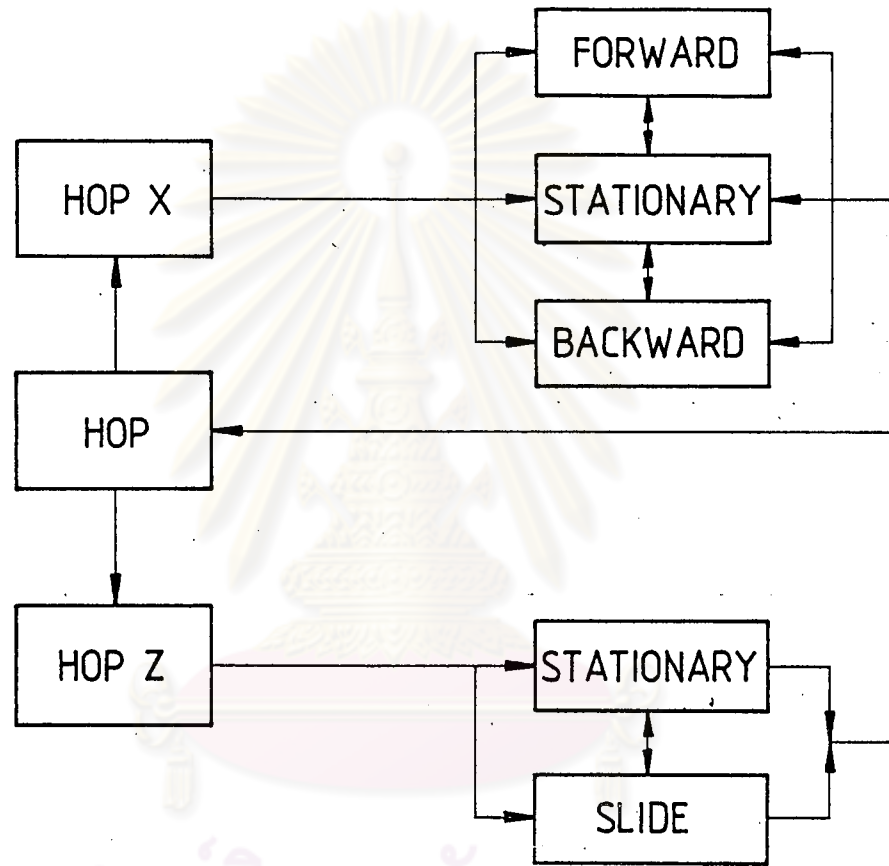 FORWARD
HOP X
STATIONARY
BACKWARD
HOP
HOP Z
STATIONARY
SLIDE